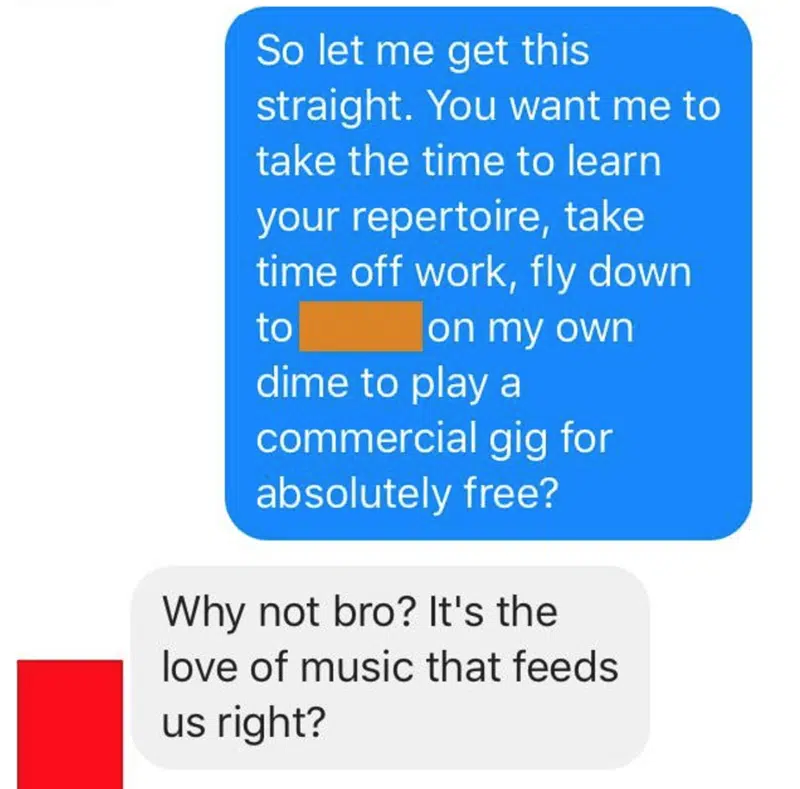 So let me get this
straight. You want me to
take the time to learn
your repertoire, take
time off work, fly down
to on my own
dime to play a
commercial gig for
absolutely free?
Why not bro? It's the
love of music that feeds
us right?